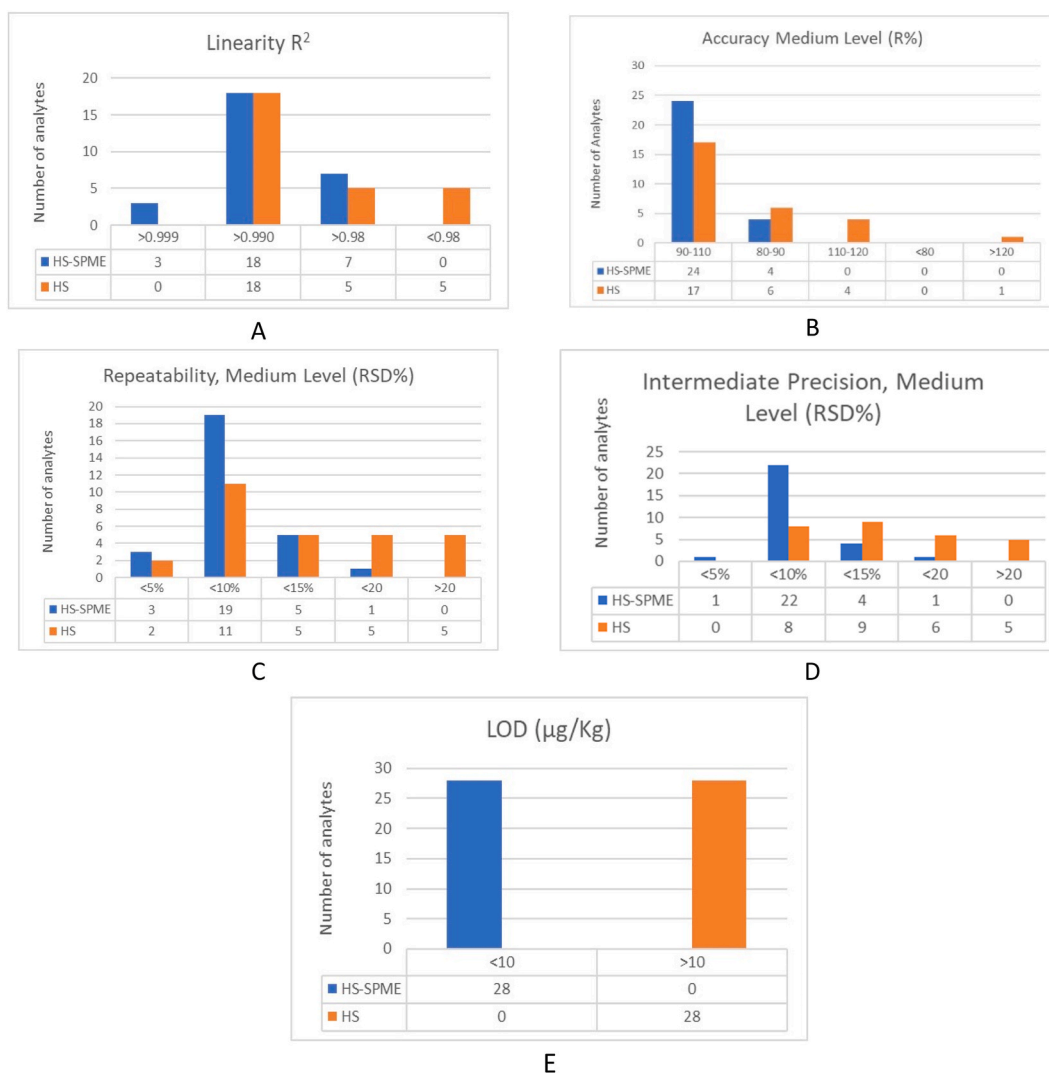 Linearity R²
Number of analytes
20
15
10
5
0
>0.999 >0.990 >0.98 <0.98
HS-SPME 3 18 7 0
HS 0 18 5 5
A
Accuracy Medium Level (R%)
Number of Analytes
30
25
20
15
10
5
0
90-110 80-90 110-120 <80 >120
HS-SPME 24 4 0 0 0
HS 17 6 4 0 1
B
Repeatability, Medium Level (RSD%)
Number of analytes
20
18
16
14
12
10
8
6
4
2
0
<5% <10% <15% <20 >20
HS-SPME 3 19 5 1 0
HS 2 11 5 5 5
C
Intermediate Precision, Medium
Level (RSD%)
Number of analytes
25
20
15
10
5
0
<5% <10% <15% <20 >20
HS-SPME 1 22 4 1 0
HS 0 8 9 6 5
D
LOD (µg/Kg)
Number of analytes
30
25
20
15
10
5
0
<10 >10
HS-SPME 28 0
HS 0 28
E